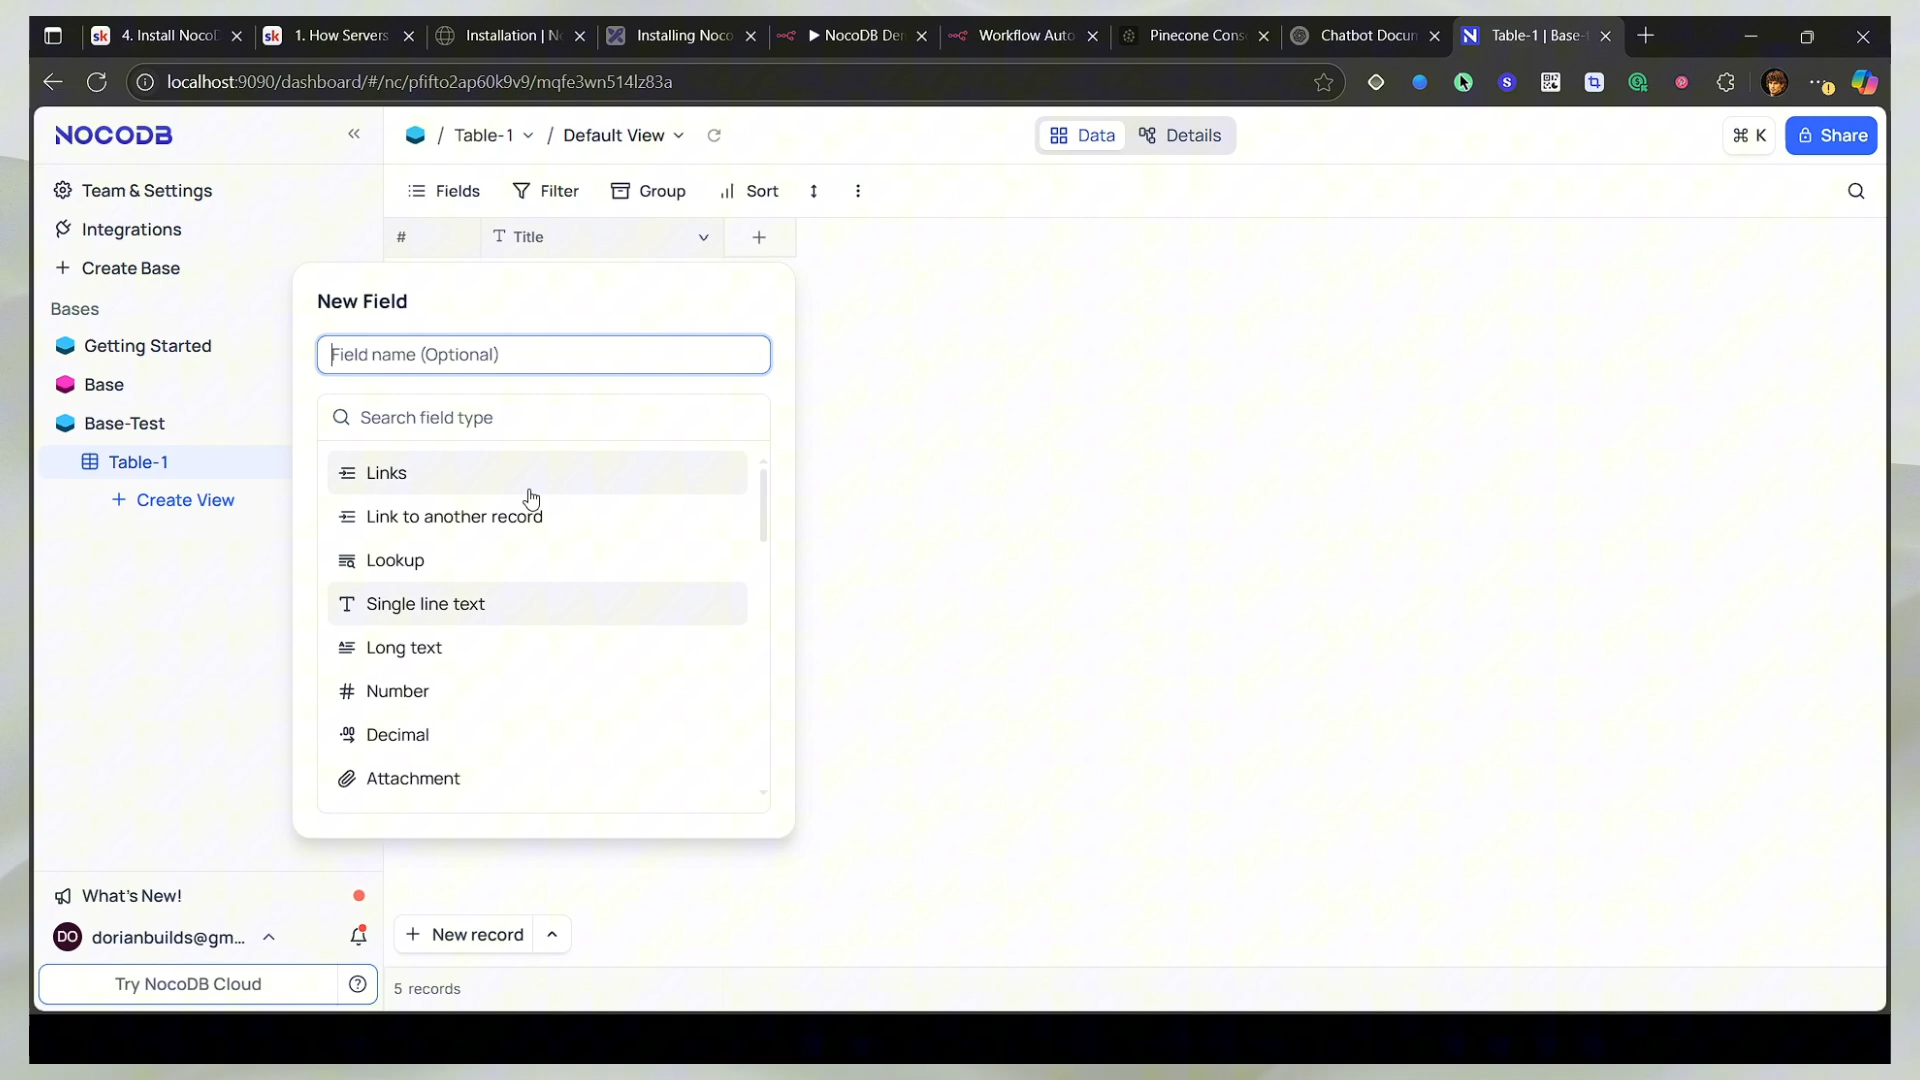 4. Install NocoD
1. How Servers
Installation | N
Installing Noco
▶ NocoDB De
Workflow Auto
Pinecone Cons
Chatbot Docun
Table-1 | Base-t
localhost:9090/dashboard/#/nc/pfifto2ap60k9v9/mqfe3wn514lz83a
NOCODB
/ Table-1 / Default View
Data
Details
⌘ K
Share
Team & Settings
Fields
Filter
Group
Sort
Integrations
# Title
Create Base
Bases
Getting Started
Base
Base-Test
Table-1
+ Create View
New Field
Field name (Optional)
Search field type
Links
Link to another record
Lookup
Single line text
Long text
Number
Decimal
Attachment
What's New!
DO dorianbuilds@gm...
+ New record
Try NocoDB Cloud
5 records